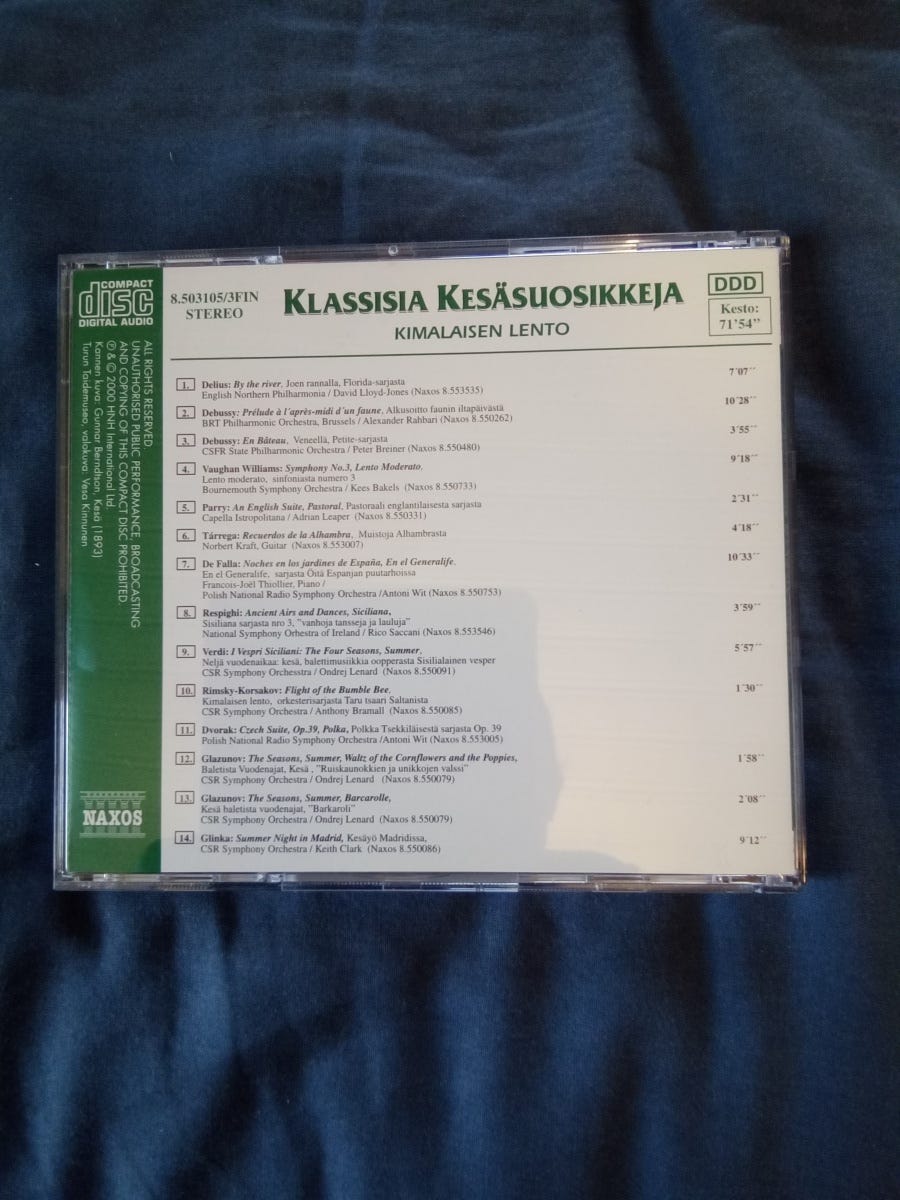 COMPACT
disc
DIGITAL AUDIO
8.503105/3FIN
STEREO
KLASSISIA KESÄSUOSIKKEJA
KIMALAISEN LENTO
DDD
Kesto:
71'54"
ALL RIGHTS RESERVED.
UNAUTHORISED PUBLIC PERFORMANCE, BROADCASTING
AND COPYING OF THIS COMPACT DISC PROHIBITED.
℗ & © 2000 HNH International Ltd.
Kannen kuva: Gunnar Berndtson, Kesä (1893)
Turun Taidemuseo, valokuva: Vesa Kinnunen
1. Delius: By the river, Joen rannalla, Florida-sarjasta 7´07´´
English Northern Philharmonia / David Lloyd-Jones (Naxos 8.553535)
2. Debussy: Prélude à l´après-midi d´un faune, Alkusoitto faunin iltapäivästä 10´28´´
BRT Philharmonic Orchestra, Brussels / Alexander Rahbari (Naxos 8.550262)
3. Debussy: En Bâteau, Veneellä, Petite-sarjasta 3´55´´
CSFR State Philharmonic Orchestra / Peter Breiner (Naxos 8.550480)
4. Vaughan Williams: Symphony No.3, Lento Moderato, 9´18´´
Lento moderato, sinfoniasta numero 3
Bournemouth Symphony Orchestra / Kees Bakels (Naxos 8.550733)
5. Parry: An English Suite, Pastoral, Pastoraali englantilaisesta sarjasta 2´31´´
Capella Istropolitana / Adrian Leaper (Naxos 8.550331)
6. Tárrega: Recuerdos de la Alhambra, Muistoja Alhambrasta 4´18´´
Norbert Kraft, Guitar (Naxos 8.553007)
7. De Falla: Noches en los jardines de España, En el Generalife, 10´33´´
En el Generalife, sarjasta Öitä Espanjan puutarhoissa
Francois-Joël Thiollier, Piano /
Polish National Radio Symphony Orchestra /Antoni Wit (Naxos 8.550753)
8. Respighi: Ancient Airs and Dances, Siciliana, 3´59´´
Sisiliana sarjasta nro 3, "vanhoja tansseja ja lauluja"
National Symphony Orhestra of Ireland / Rico Saccani (Naxos 8.553546)
9. Verdi: I Vespri Siciliani: The Four Seasons, Summer, 5´57´´
Neljä vuodenaikaa: kesä, balettimusiikkia oopperasta Sisilialainen vesper
CSR Symphony Orchesstra / Ondrej Lenard (Naxos 8.550091)
10. Rimsky-Korsakov: Flight of the Bumble Bee, 1´30´´
Kimalaisen lento, orkesterisarjasta Taru tsaari Saltanista
CSR Symphony Orchestra / Anthony Bramall (Naxos 8.550085)
11. Dvorak: Czech Suite, Op.39, Polka, Polkka Tsekkiläisestä sarjasta Op. 39
Polish National Radio Symphony Orchestra /Antoni Wit (Naxos 8.553005)
12. Glazunov: The Seasons, Summer, Waltz of the Cornflowers and the Poppies, 1´58´´
Baletista Vuodenajat, Kesä , "Ruiskaunokkien ja unikkojen valssi"
CSR Symphony Orchestra / Ondrej Lenard (Naxos 8.550079)
13. Glazunov: The Seasons, Summer, Barcarolle, 2´08´´
Kesä baletista vuodenajat, "Barkaroli"
CSR Symphony Orchestra / Ondrej Lenard (Naxos 8.550079)
14. Glinka: Summer Night in Madrid, Kesäyö Madridissa, 9´12´´
CSR Symphony Orchestra / Keith Clark (Naxos 8.550086)
NAXOS